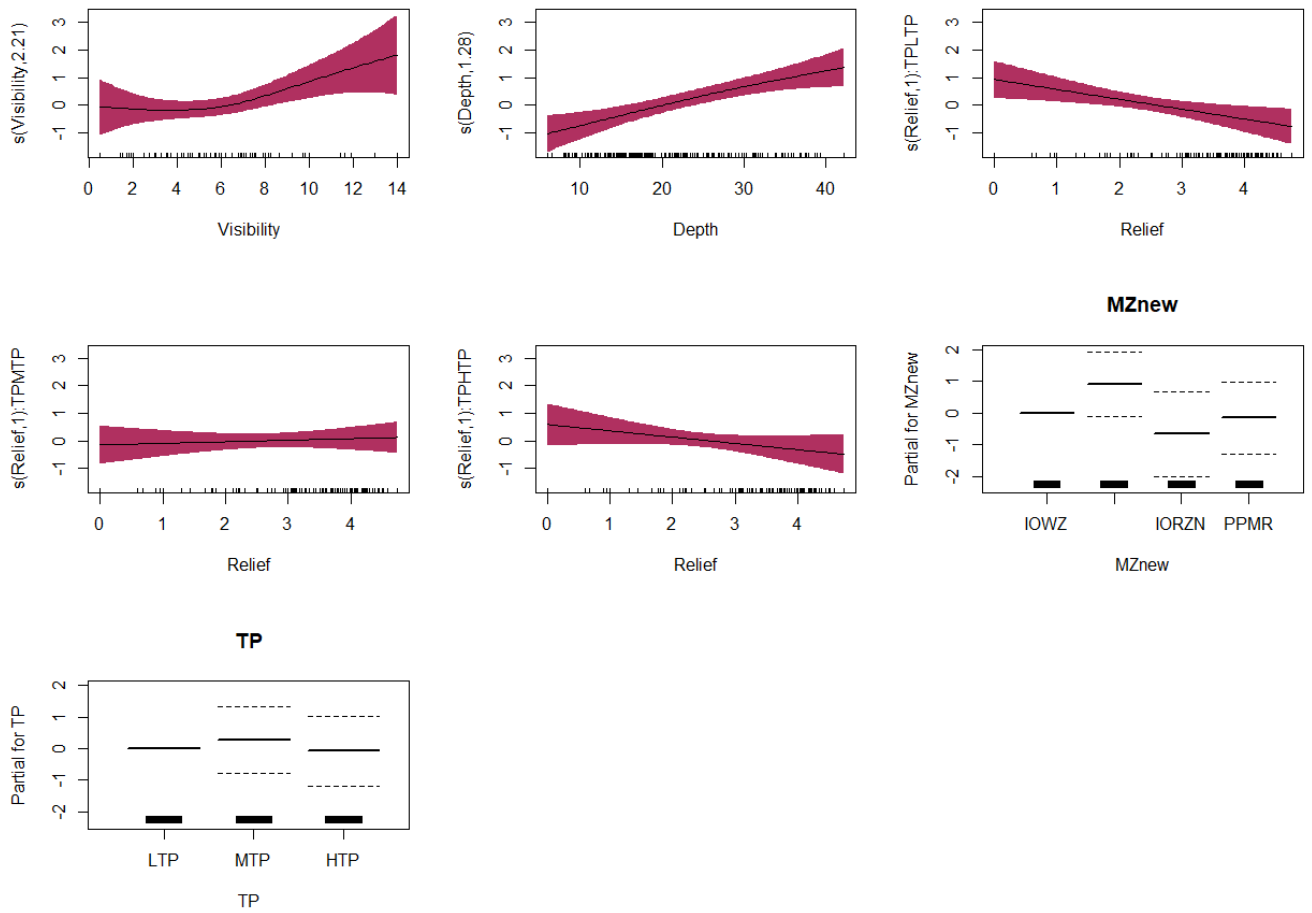 s(Visibility,2.21)
3
2
1
0
-1
0 2 4 6 8 10 12 14
Visibility
s(Depth,1.28)
3
2
1
0
-1
10 20 30 40
Depth
s(Relief,1):TPLTP
3
2
1
0
-1
0 1 2 3 4
Relief
s(Relief,1):TPMTP
3
2
1
0
-1
0 1 2 3 4
Relief
s(Relief,1):TPHTP
3
2
1
0
-1
0 1 2 3 4
Relief
MZnew
Partial for MZnew
2
1
0
-1
-2
IOWZ IORZN PPMR
MZnew
TP
Partial for TP
2
1
0
-1
-2
LTP MTP HTP
TP